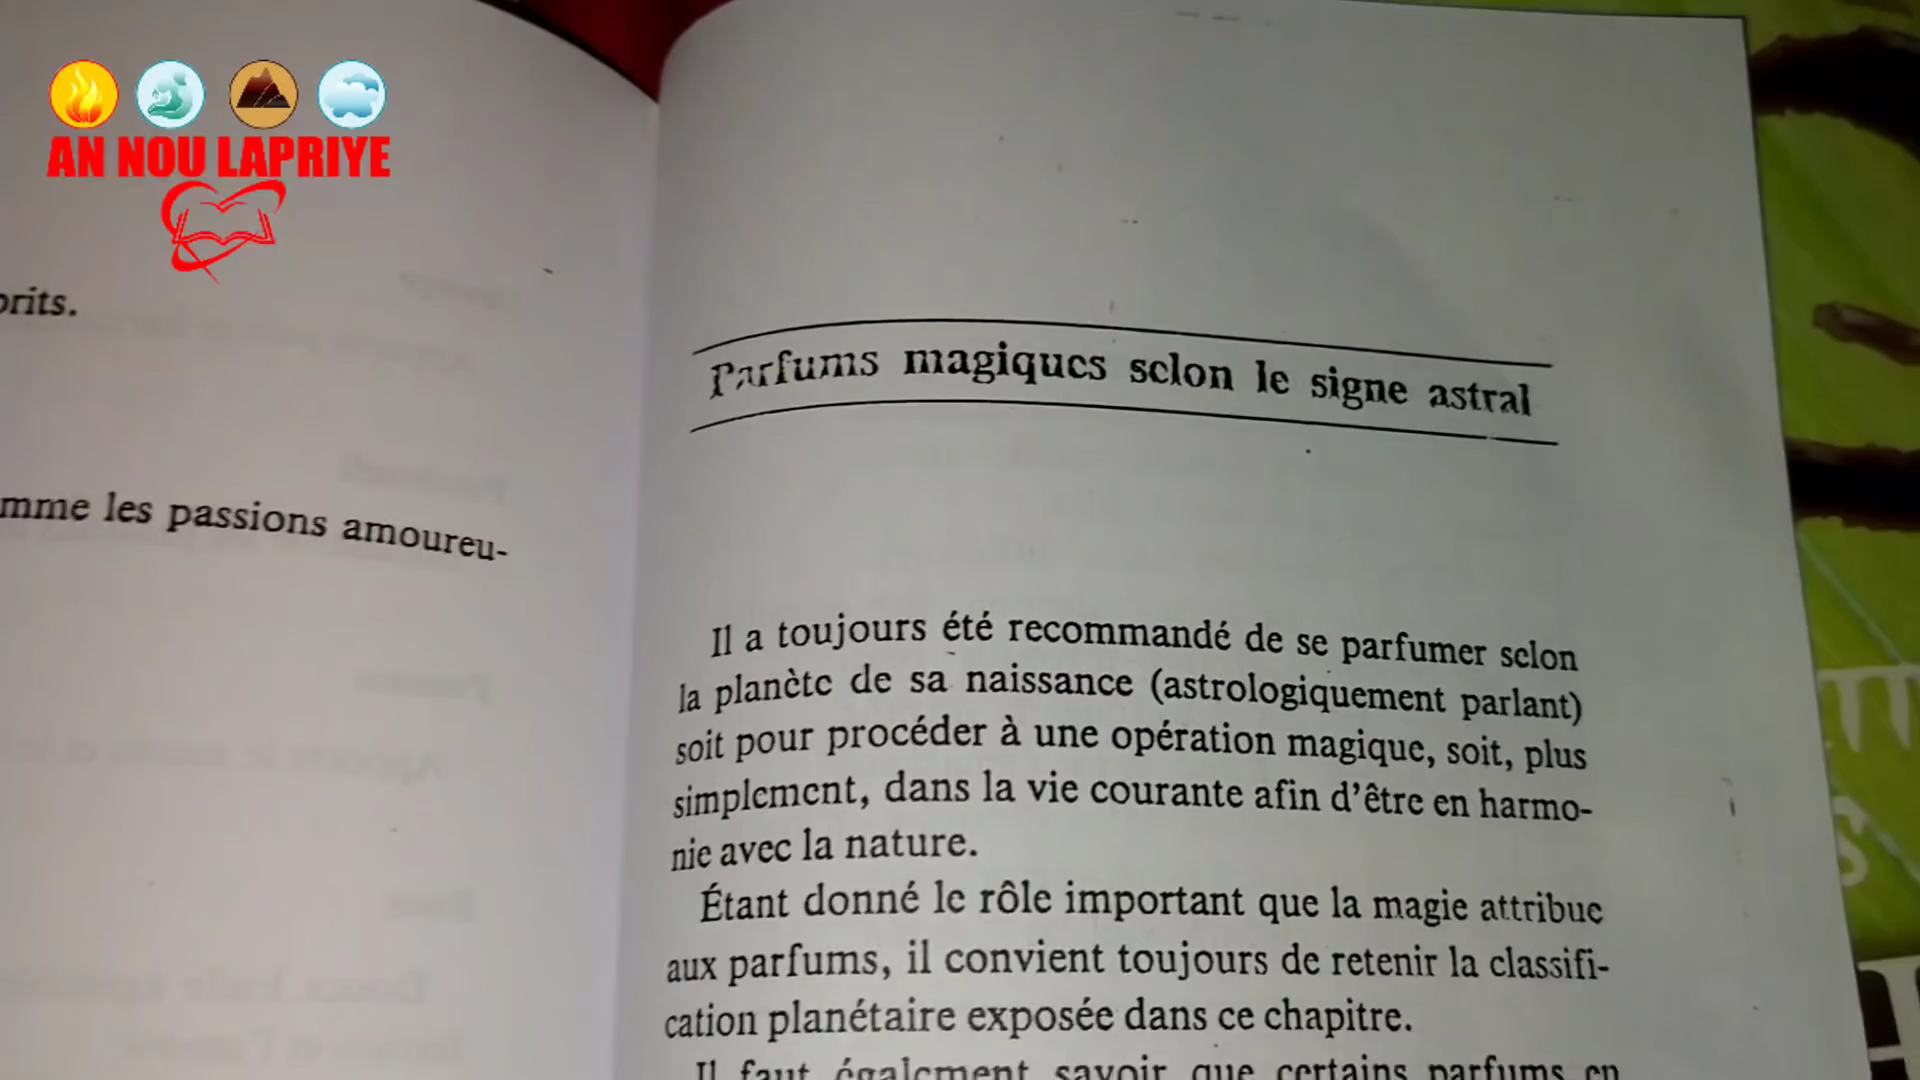 AN NOU LAPRIYE
prits.
mme les passions amoureu-
Parfums magiques selon le signe astral
Il a toujours été recommandé de se parfumer selon
la planète de sa naissance (astrologiquement parlant)
soit pour procéder à une opération magique, soit, plus
simplement, dans la vie courante afin d'être en harmo-
nie avec la nature.
Étant donné le rôle important que la magie attribue
aux parfums, il convient toujours de retenir la classifi-
cation planétaire exposée dans ce chapitre.
Il faut également savoir que certains parfums en